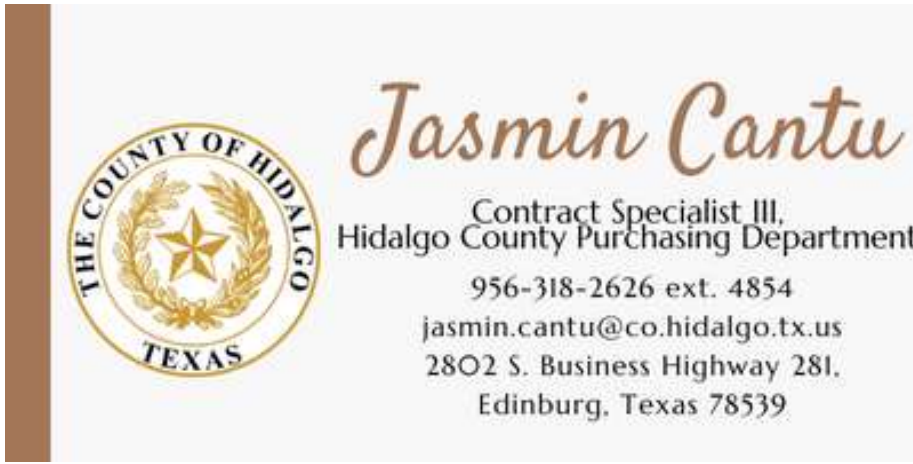 THE COUNTY OF HIDALGO
TEXAS
Jasmin Cantu
Contract Specialist III,
Hidalgo County Purchasing Department
956-318-2626 ext. 4854
jasmin.cantu@co.hidalgo.tx.us
2802 S. Business Highway 281,
Edinburg, Texas 78539